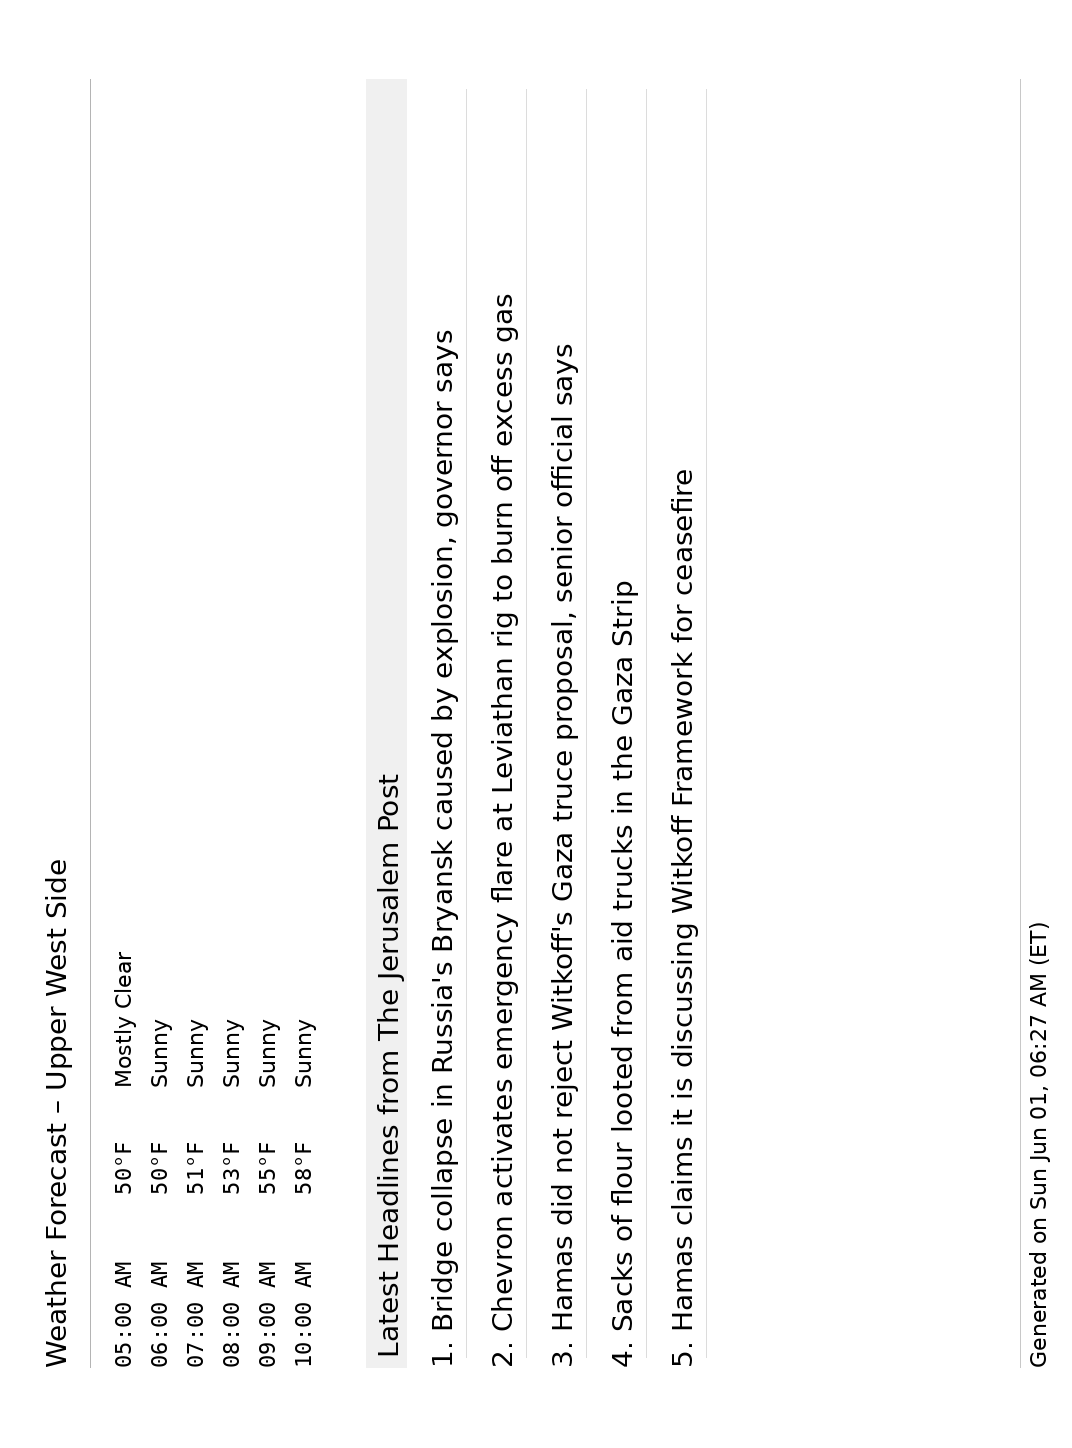 Weather Forecast – Upper West Side
05:00 AM 50°F Mostly Clear
06:00 AM 50°F Sunny
07:00 AM 51°F Sunny
08:00 AM 53°F Sunny
09:00 AM 55°F Sunny
10:00 AM 58°F Sunny
Latest Headlines from The Jerusalem Post
1. Bridge collapse in Russia's Bryansk caused by explosion, governor says
2. Chevron activates emergency flare at Leviathan rig to burn off excess gas
3. Hamas did not reject Witkoff's Gaza truce proposal, senior official says
4. Sacks of flour looted from aid trucks in the Gaza Strip
5. Hamas claims it is discussing Witkoff Framework for ceasefire
Generated on Sun Jun 01, 06:27 AM (ET)